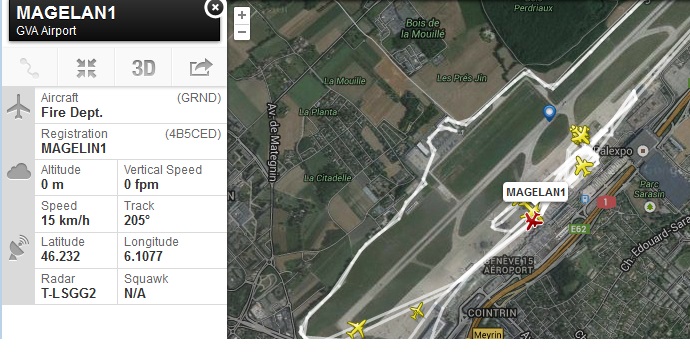 MAGELAN1
GVA Airport
3D
Aircraft (GRND)
Fire Dept.
Registration (4B5CED)
MAGELIN1
Altitude Vertical Speed
0 m 0 fpm
Speed Track
15 km/h 205°
Latitude Longitude
46.232 6.1077
Radar Squawk
T-LSGG2 N/A
+
−
Perdriaux
Bois de
la Mouille
Les Prés Jin
La Mouille
La Planta
Av. de Mategnin
La Citadelle
Palexpo
MAGELAN1
Parc
Sarasin
1
E62
GENÈVE 15
AÉROPORT
Ch. Edouard-Saras
COINTRIN
Meyrin